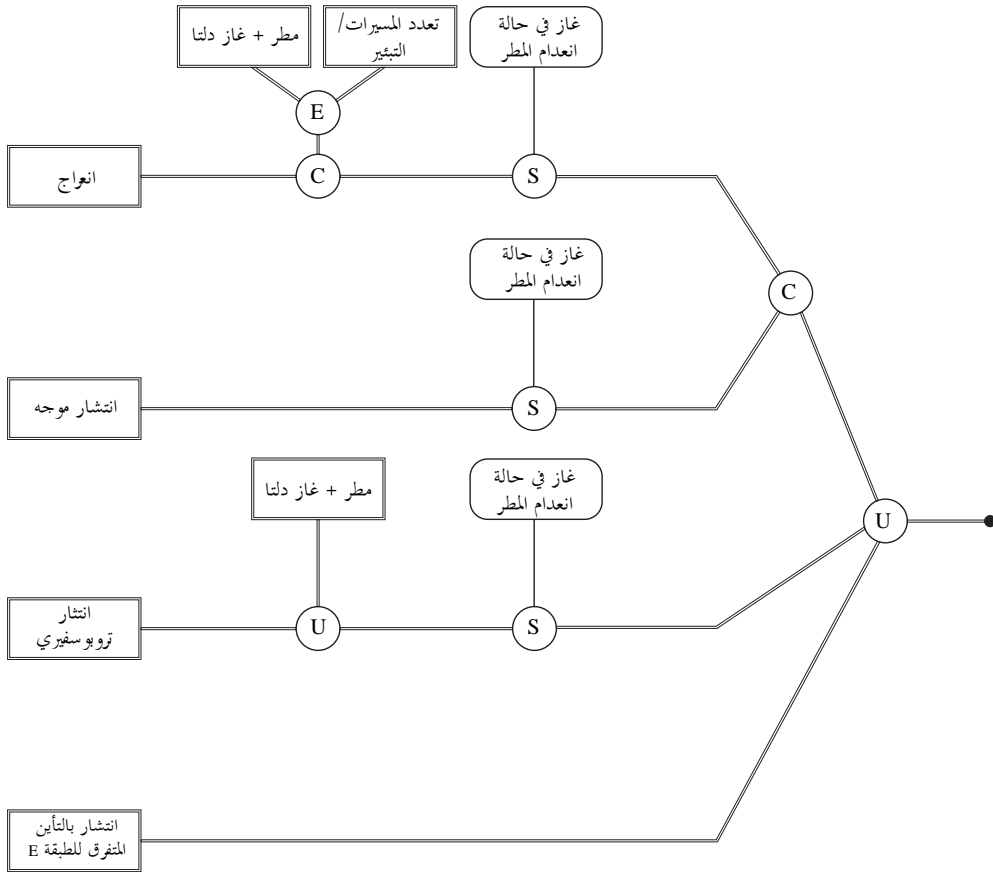 مطر + غاز دلتا
تعدد المسيرات/
التبئير
غاز في حالة
انعدام المطر
E
انعراج
C
S
غاز في حالة
انعدام المطر
C
انتشار موجه
S
مطر + غاز دلتا
غاز في حالة
انعدام المطر
U
انتثار
تروبوسفيري
U
S
انتشار بالتأين
المتفرق للطبقة E